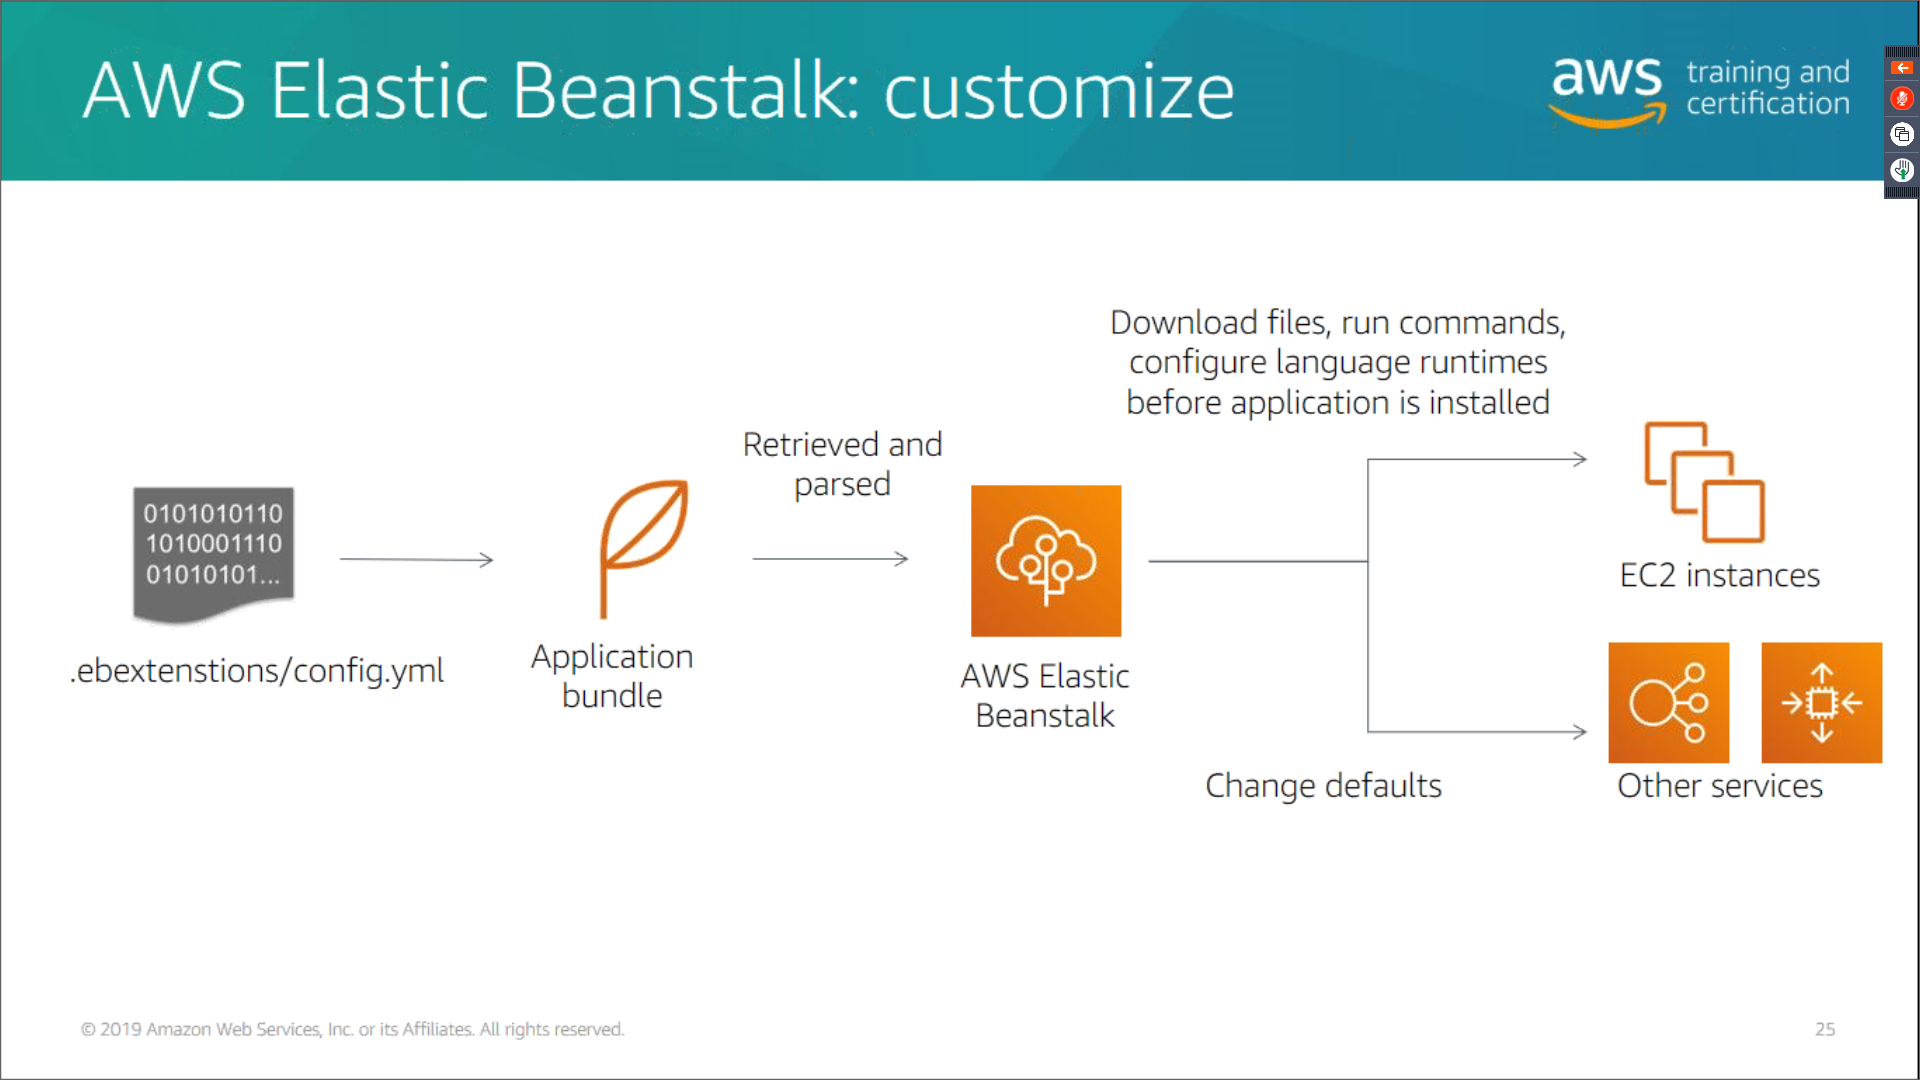 AWS Elastic Beanstalk: customize
aws training and
certification
Download files, run commands,
configure language runtimes
before application is installed
Retrieved and
parsed
0101010110
1010001110
01010101...
EC2 instances
.ebextenstions/config.yml
Application
bundle
AWS Elastic
Beanstalk
Change defaults
Other services
© 2019 Amazon Web Services, Inc. or its Affiliates. All rights reserved.
25